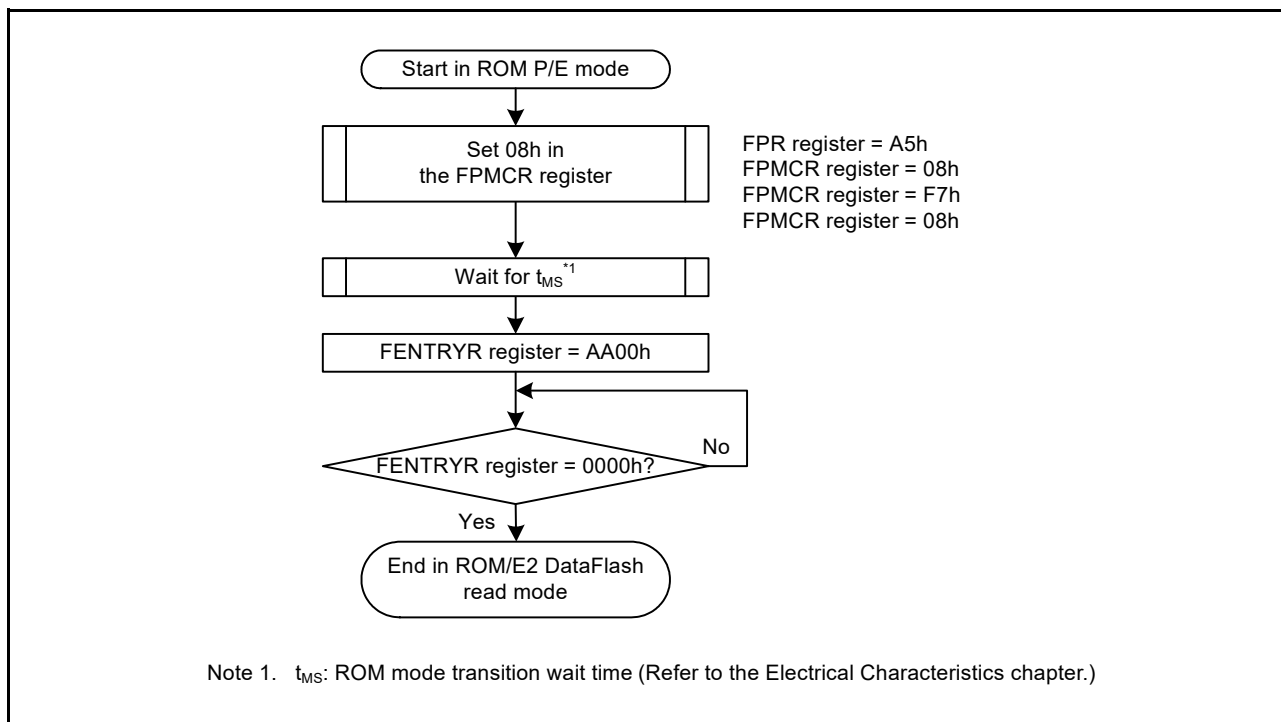 Start in ROM P/E mode
Set 08h in
the FPMCR register
FPR register = A5h
FPMCR register = 08h
FPMCR register = F7h
FPMCR register = 08h
Wait for tMS*1
FENTRYR register = AA00h
No
FENTRYR register = 0000h?
Yes
End in ROM/E2 DataFlash
read mode
Note 1. tMS: ROM mode transition wait time (Refer to the Electrical Characteristics chapter.)